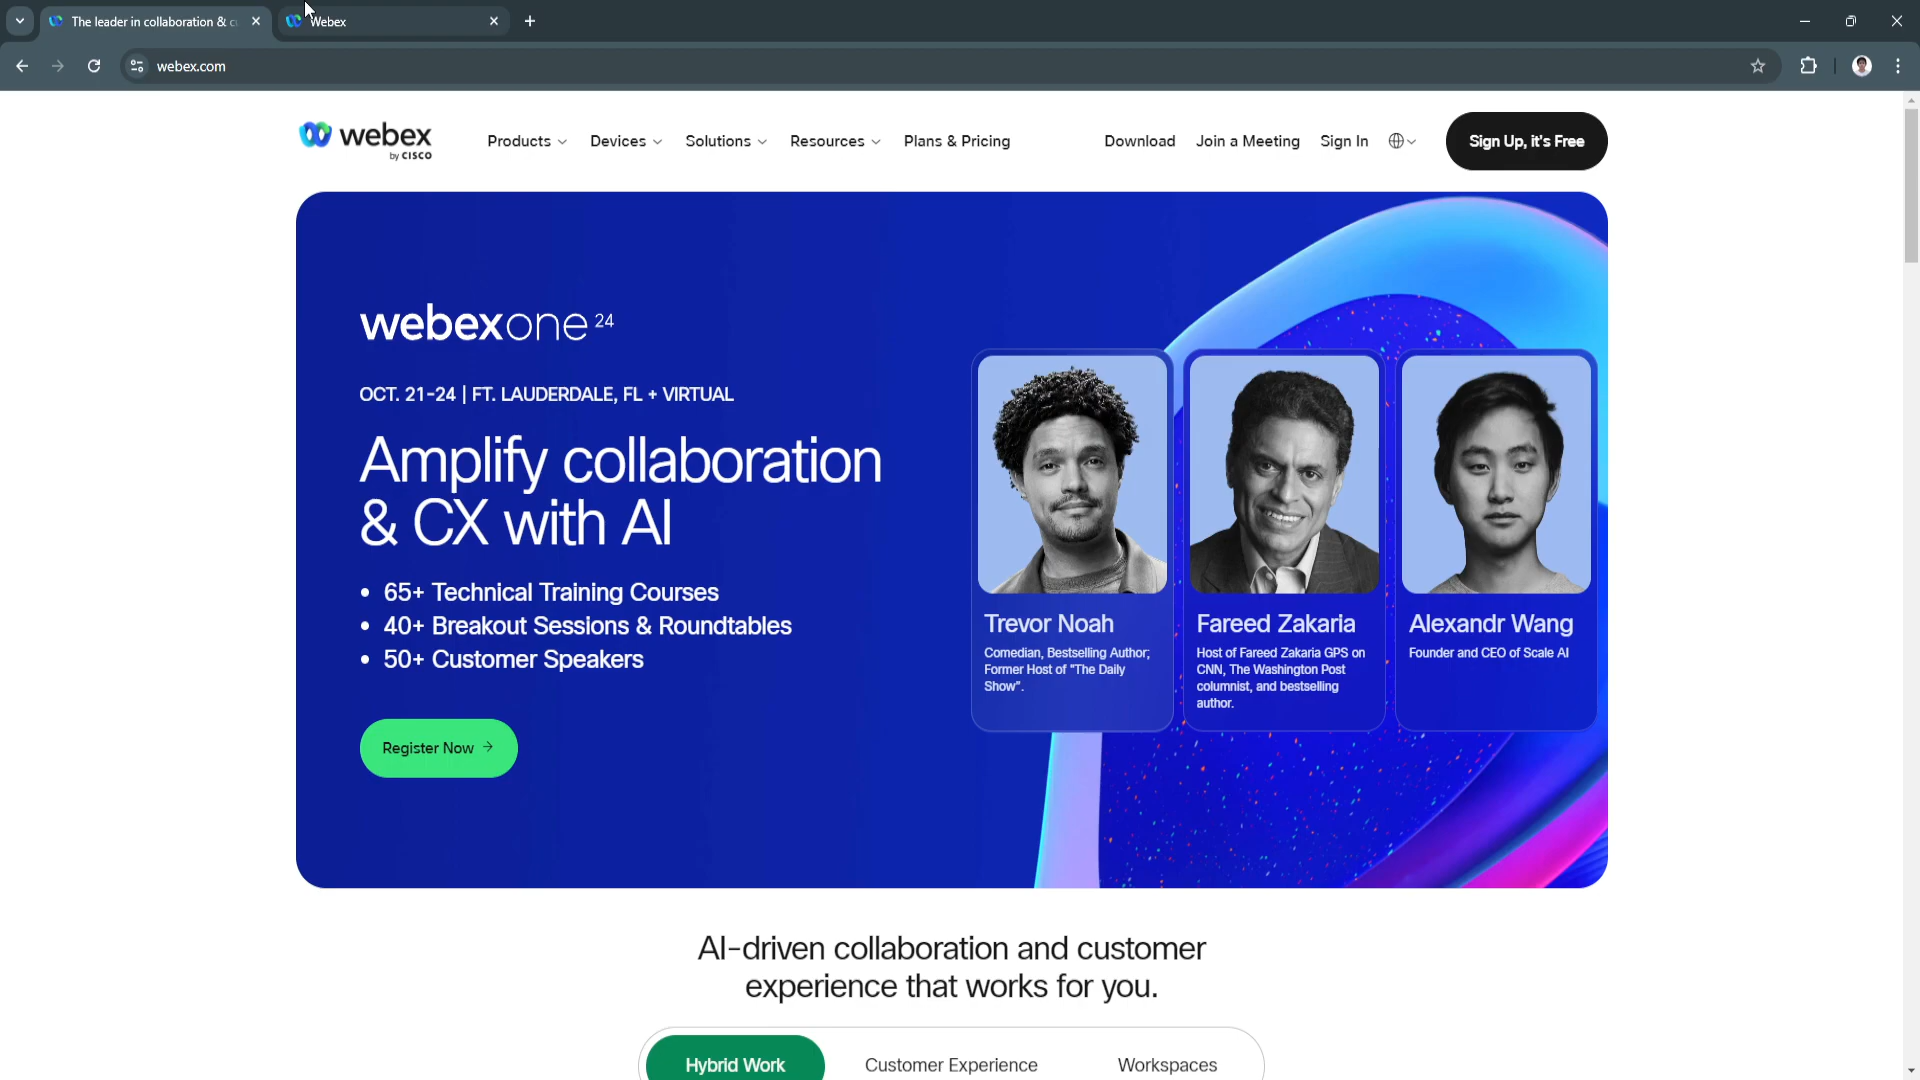 The leader in collaboration & cu
Webex
webex.com
webex
by CISCO
Products
Devices
Solutions
Resources
Plans & Pricing
Download
Join a Meeting
Sign In
Sign Up, it's Free
webexone 24
OCT. 21-24 | FT. LAUDERDALE, FL + VIRTUAL
Amplify collaboration
& CX with AI
• 65+ Technical Training Courses
• 40+ Breakout Sessions & Roundtables
• 50+ Customer Speakers
Register Now →
Trevor Noah
Comedian, Bestselling Author;
Former Host of "The Daily
Show".
Fareed Zakaria
Host of Fareed Zakaria GPS on
CNN, The Washington Post
columnist, and bestselling
author.
Alexandr Wang
Founder and CEO of Scale AI
AI-driven collaboration and customer
experience that works for you.
Hybrid Work
Customer Experience
Workspaces